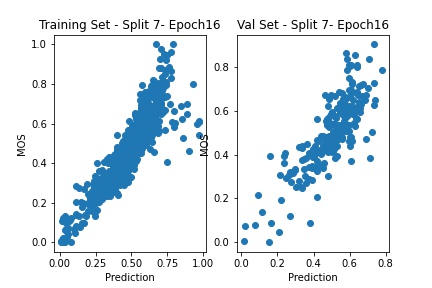 Training Set - Split 7- Epoch16
Val Set - Split 7- Epoch16
1.0
0.8
0.6
0.4
0.2
0.0
MOS
0.00 0.25 0.50 0.75 1.00
Prediction
0.8
0.6
0.4
0.2
0.0
MOS
0.0 0.2 0.4 0.6 0.8
Prediction